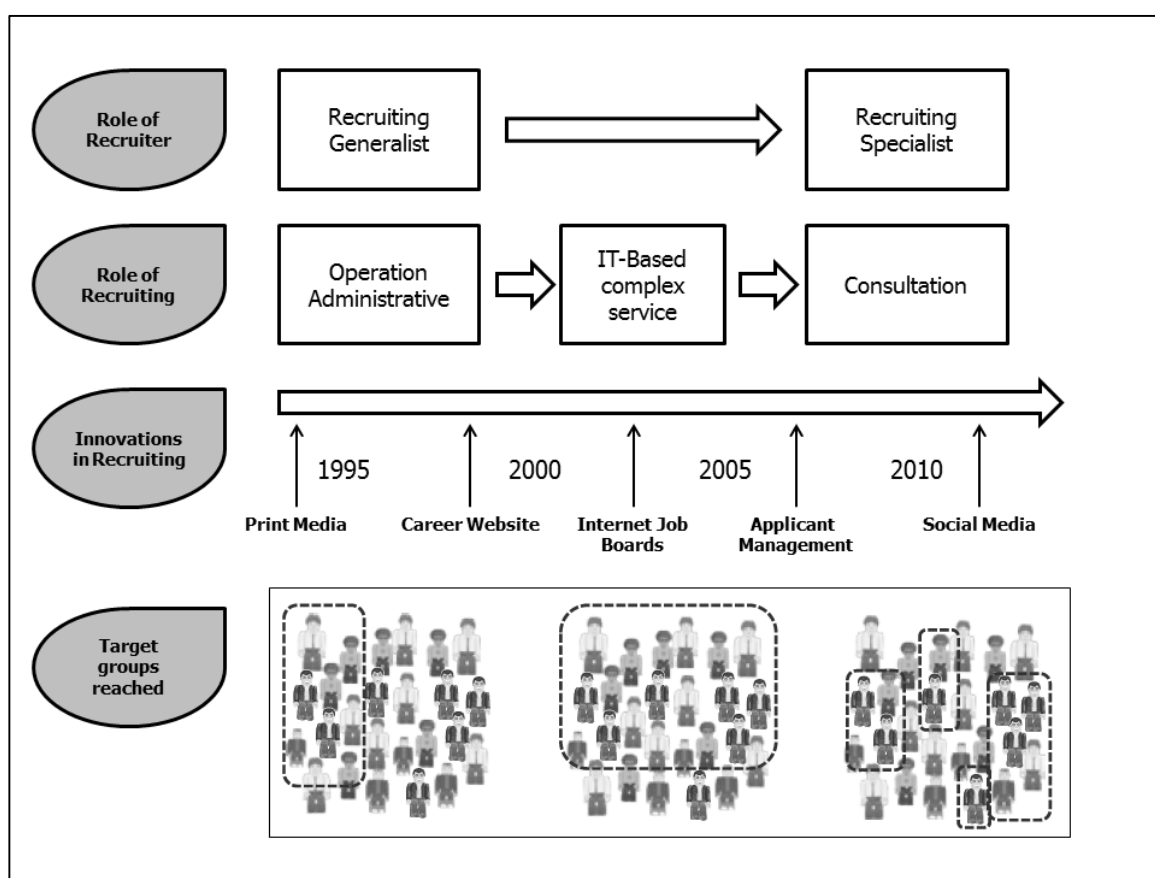 Role of
Recruiter
Recruiting
Generalist
Recruiting
Specialist
Role of
Recruiting
Operation
Administrative
IT-Based
complex
service
Consultation
Innovations
in Recruiting
1995
2000
2005
2010
Print Media
Career Website
Internet Job
Boards
Applicant
Management
Social Media
Target
groups
reached